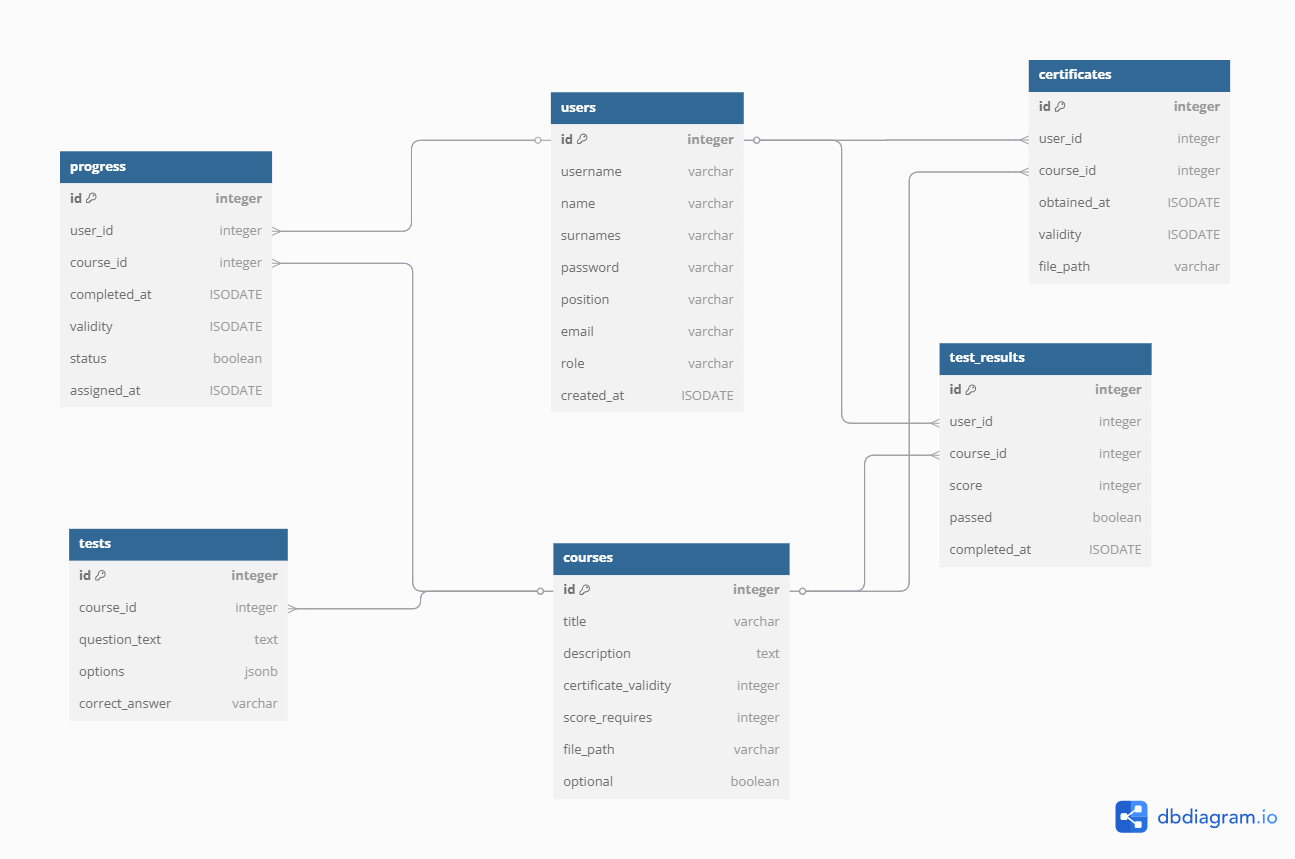 progress
id integer
user_id integer
course_id integer
completed_at ISODATE
validity ISODATE
status boolean
assigned_at ISODATE
users
id integer
username varchar
name varchar
surnames varchar
password varchar
position varchar
email varchar
role varchar
created_at ISODATE
certificates
id integer
user_id integer
course_id integer
obtained_at ISODATE
validity ISODATE
file_path varchar
test_results
id integer
user_id integer
course_id integer
score integer
passed boolean
completed_at ISODATE
tests
id integer
course_id integer
question_text text
options jsonb
correct_answer varchar
courses
id integer
title varchar
description text
certificate_validity integer
score_requires integer
file_path varchar
optional boolean
dbdiagram.io